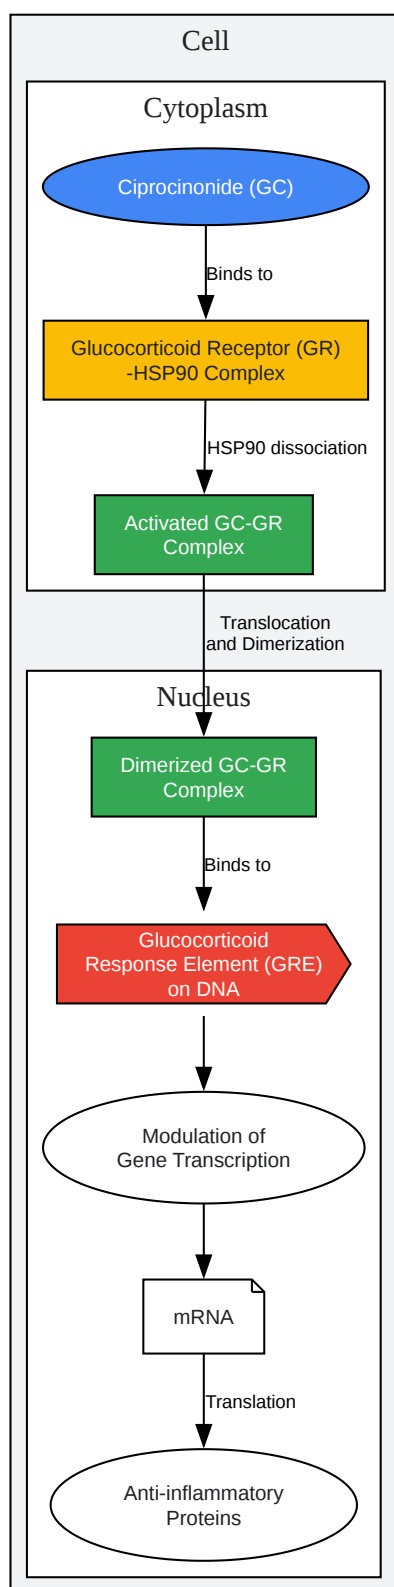 Cell
Cytoplasm
Ciprocinonide (GC)
Binds to
Glucocorticoid Receptor (GR)
-HSP90 Complex
HSP90 dissociation
Activated GC-GR
Complex
Translocation
and Dimerization
Nucleus
Dimerized GC-GR
Complex
Binds to
Glucocorticoid
Response Element (GRE)
on DNA
Modulation of
Gene Transcription
mRNA
Translation
Anti-inflammatory
Proteins